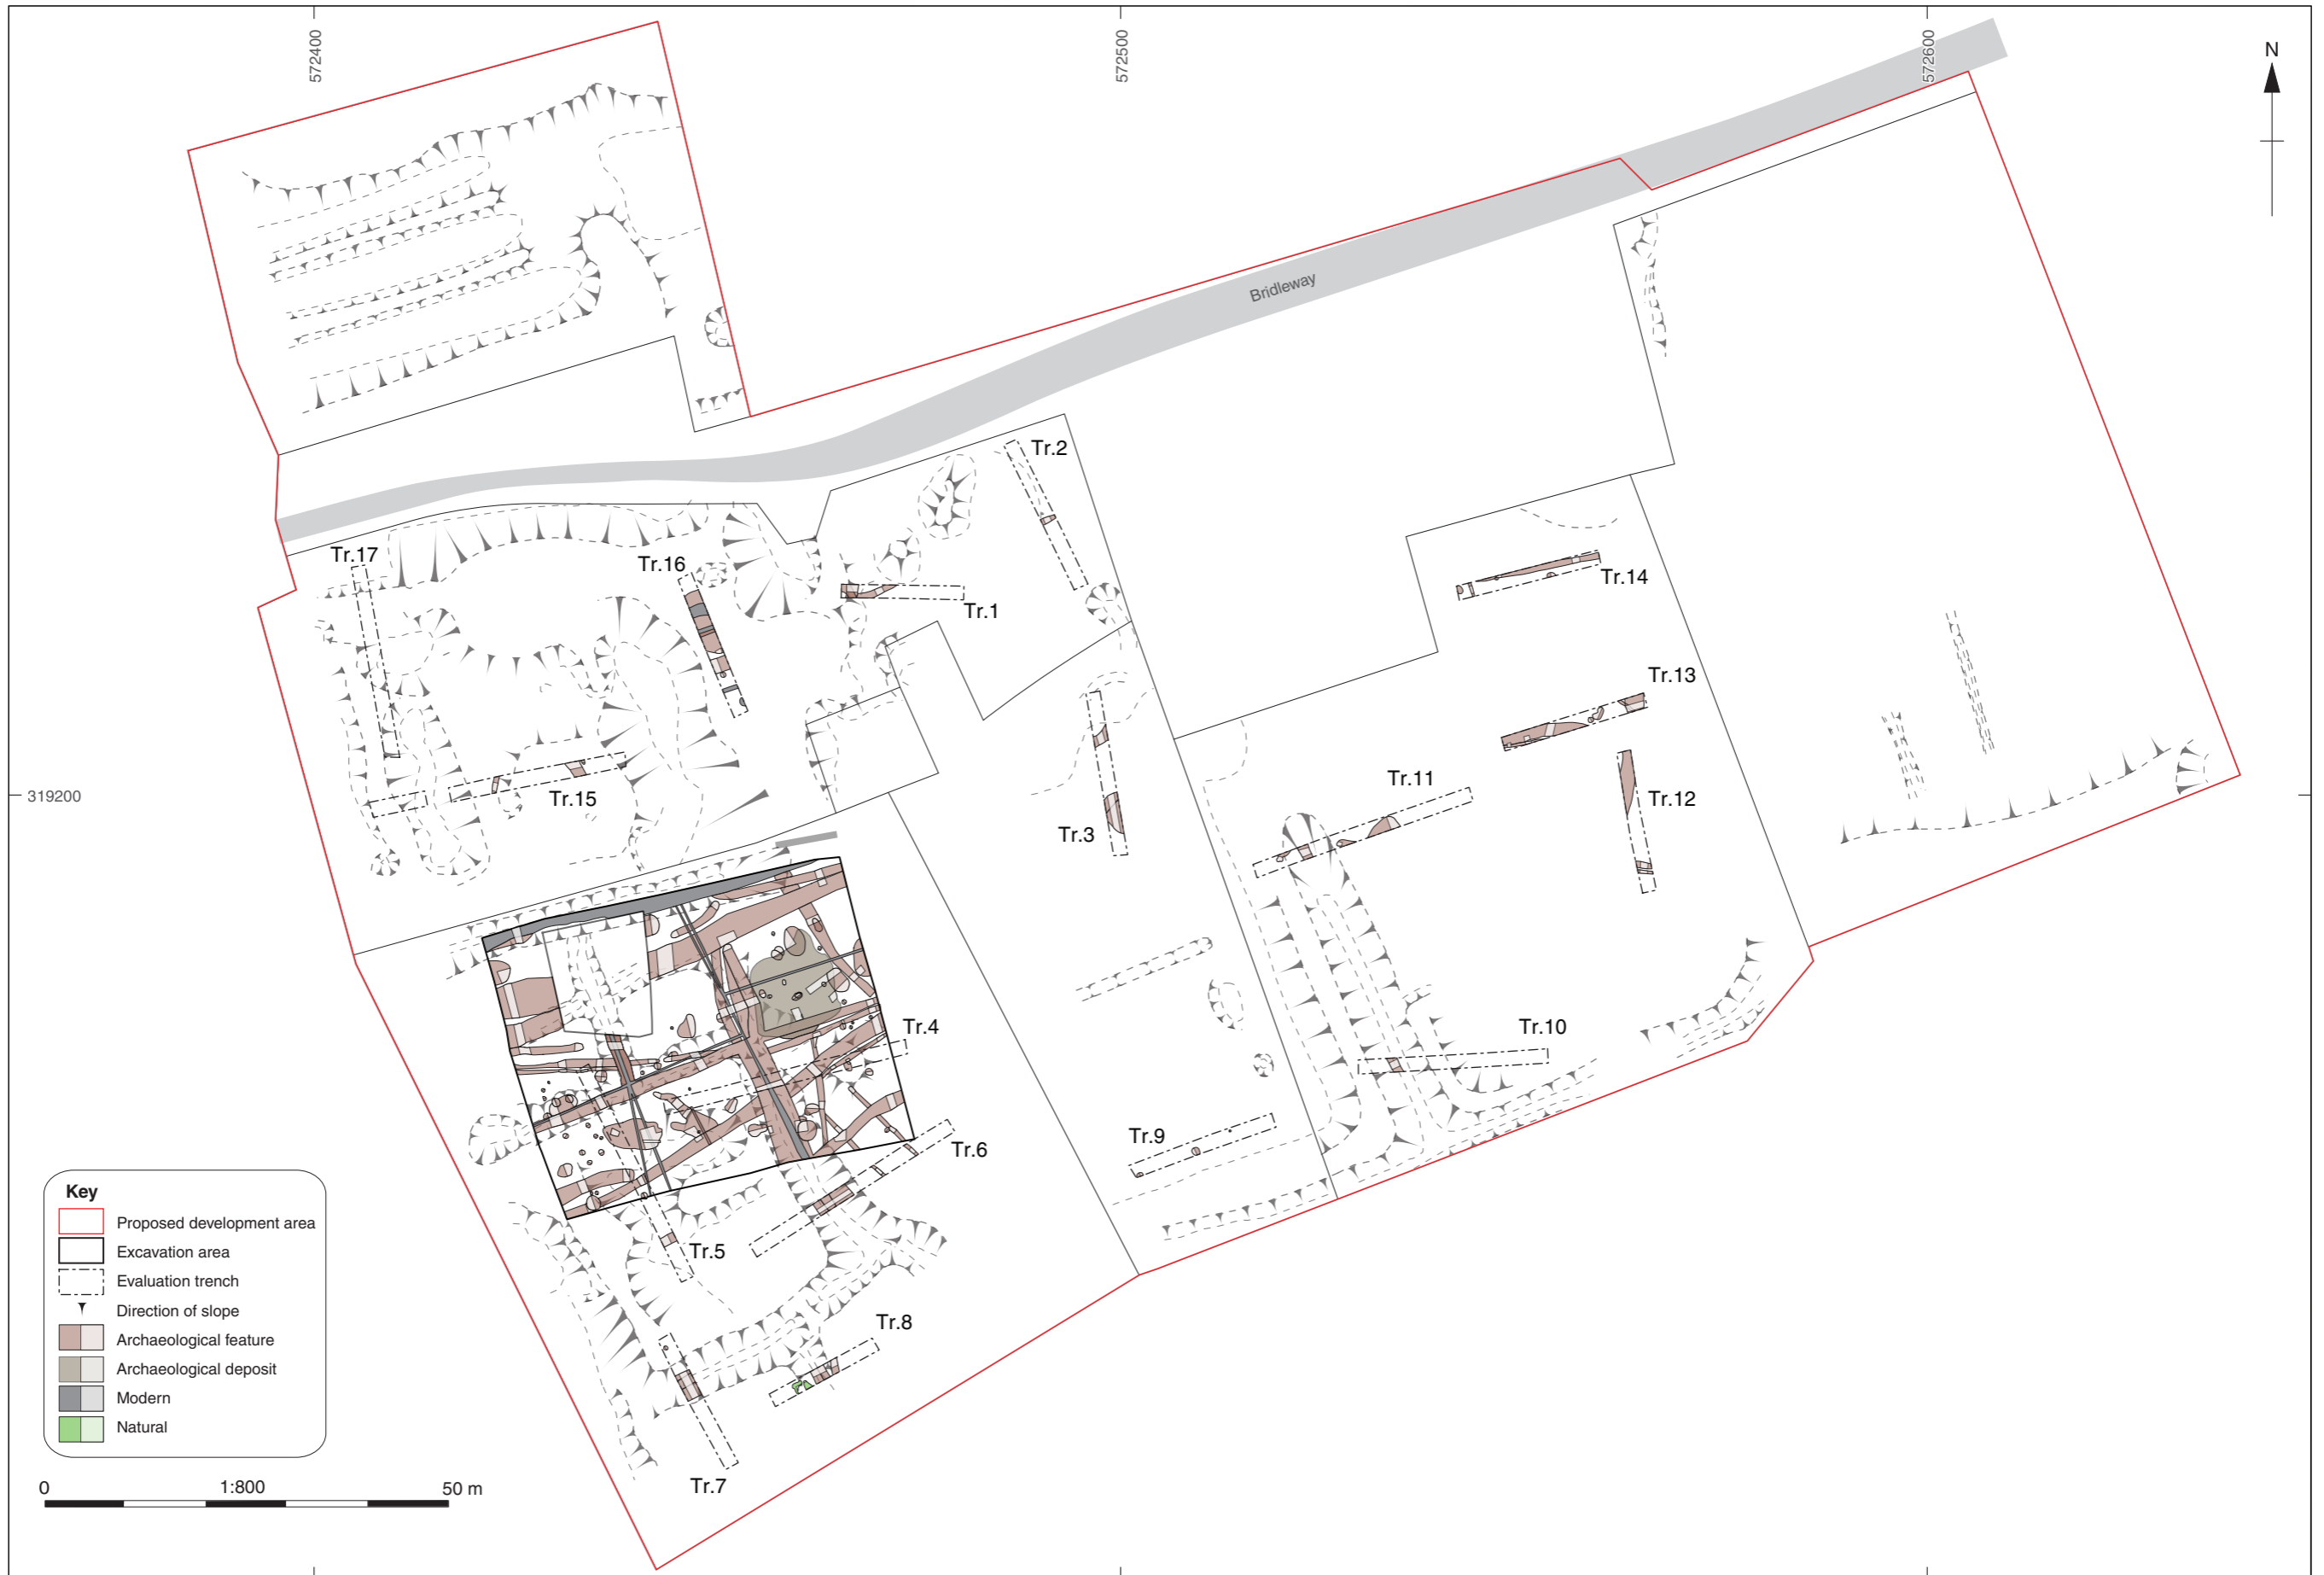 572400
572500
572600
N
Bridleway
Tr.2
Tr.17
Tr.16
Tr.1
Tr.14
Tr.13
Tr.11
Tr.15
Tr.12
319200
Tr.3
Tr.4
Tr.10
Tr.9
Tr.6
Tr.5
Tr.8
Tr.7
Key
Proposed development area
Excavation area
Evaluation trench
Direction of slope
Archaeological feature
Archaeological deposit
Modern
Natural
0 1:800 50 m